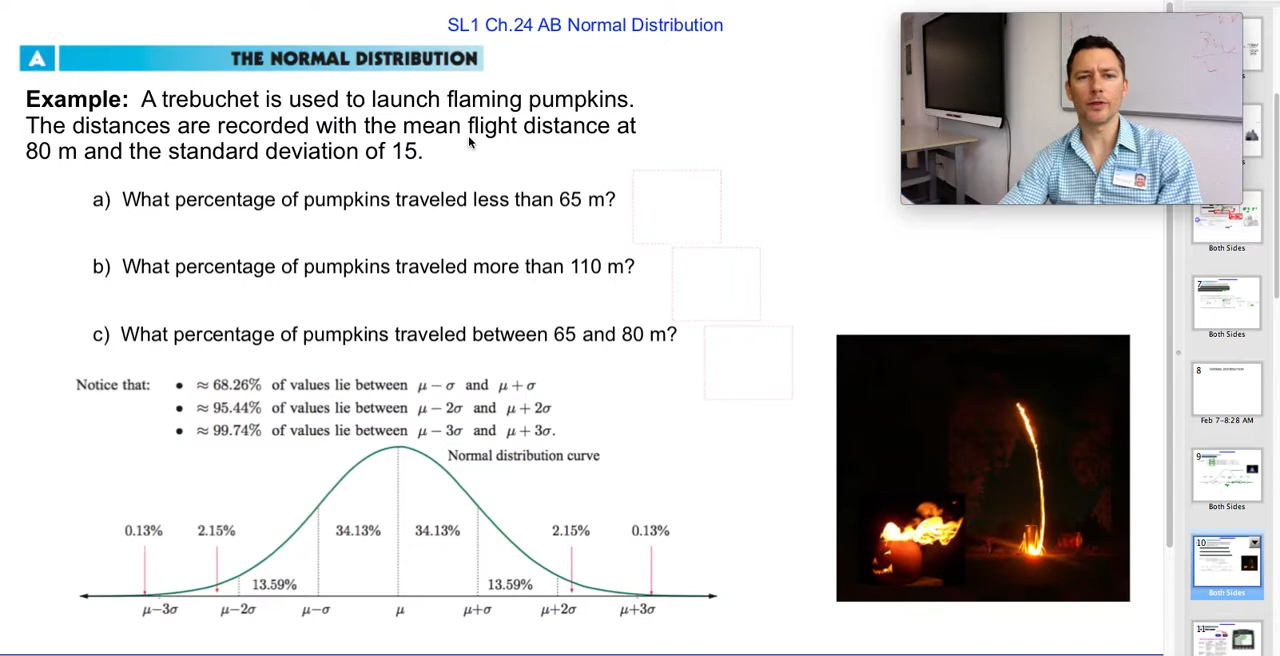 SL1 Ch.24 AB Normal Distribution
A THE NORMAL DISTRIBUTION
Example: A trebuchet is used to launch flaming pumpkins.
The distances are recorded with the mean flight distance at
80 m and the standard deviation of 15.
a) What percentage of pumpkins traveled less than 65 m?
b) What percentage of pumpkins traveled more than 110 m?
c) What percentage of pumpkins traveled between 65 and 80 m?
Notice that: • ≈ 68.26% of values lie between μ − σ and μ + σ
• ≈ 95.44% of values lie between μ − 2σ and μ + 2σ
• ≈ 99.74% of values lie between μ − 3σ and μ + 3σ.
Normal distribution curve
0.13% 2.15% 34.13% 34.13% 2.15% 0.13%
13.59% 13.59%
μ−3σ μ−2σ μ−σ μ μ+σ μ+2σ μ+3σ
Both Sides
7
Both Sides
8
NORMAL DISTRIBUTION
Feb 7-8:28 AM
9
Both Sides
10
Both Sides